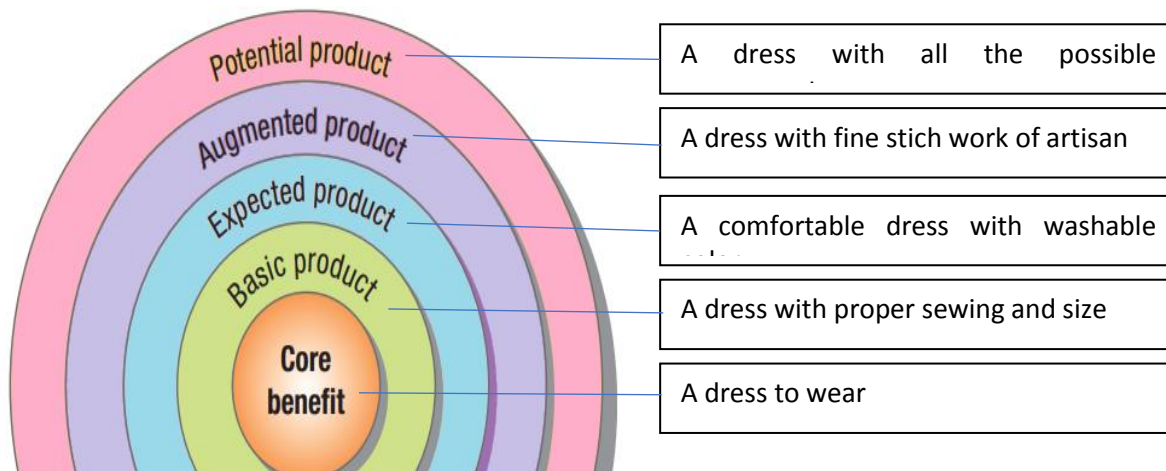 Potential product
A dress with all the possible
Augmented product
A dress with fine stich work of artisan
Expected product
A comfortable dress with washable
Basic product
A dress with proper sewing and size
Core
benefit
A dress to wear